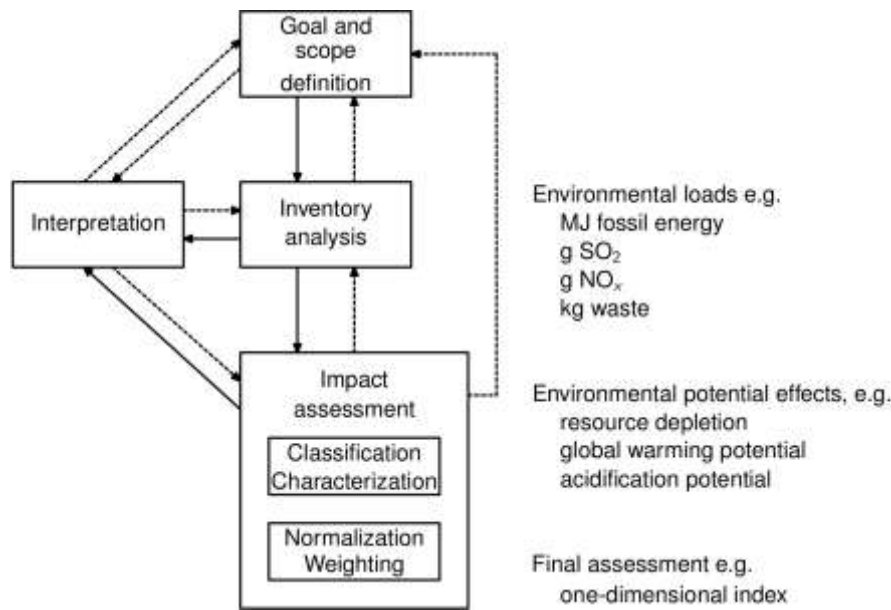 Goal and
scope
definition
Interpretation
Inventory
analysis
Environmental loads e.g.
MJ fossil energy
g SO₂
g NOₓ
kg waste
Impact
assessment
Classification
Characterization
Normalization
Weighting
Environmental potential effects, e.g.
resource depletion
global warming potential
acidification potential
Final assessment e.g.
one-dimensional index